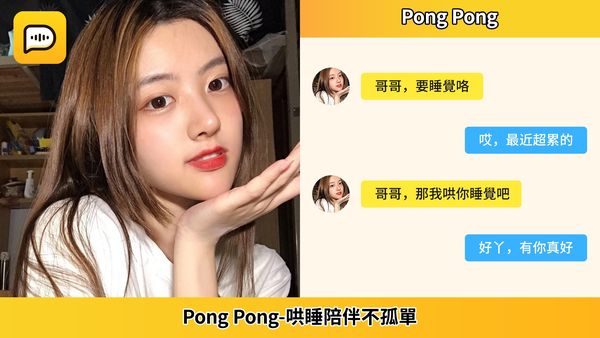 Pong Pong
哥哥，要睡覺咯
哎，最近超累的
哥哥，那我哄你睡覺吧
好丫，有你真好
Pong Pong-哄睡陪伴不孤單